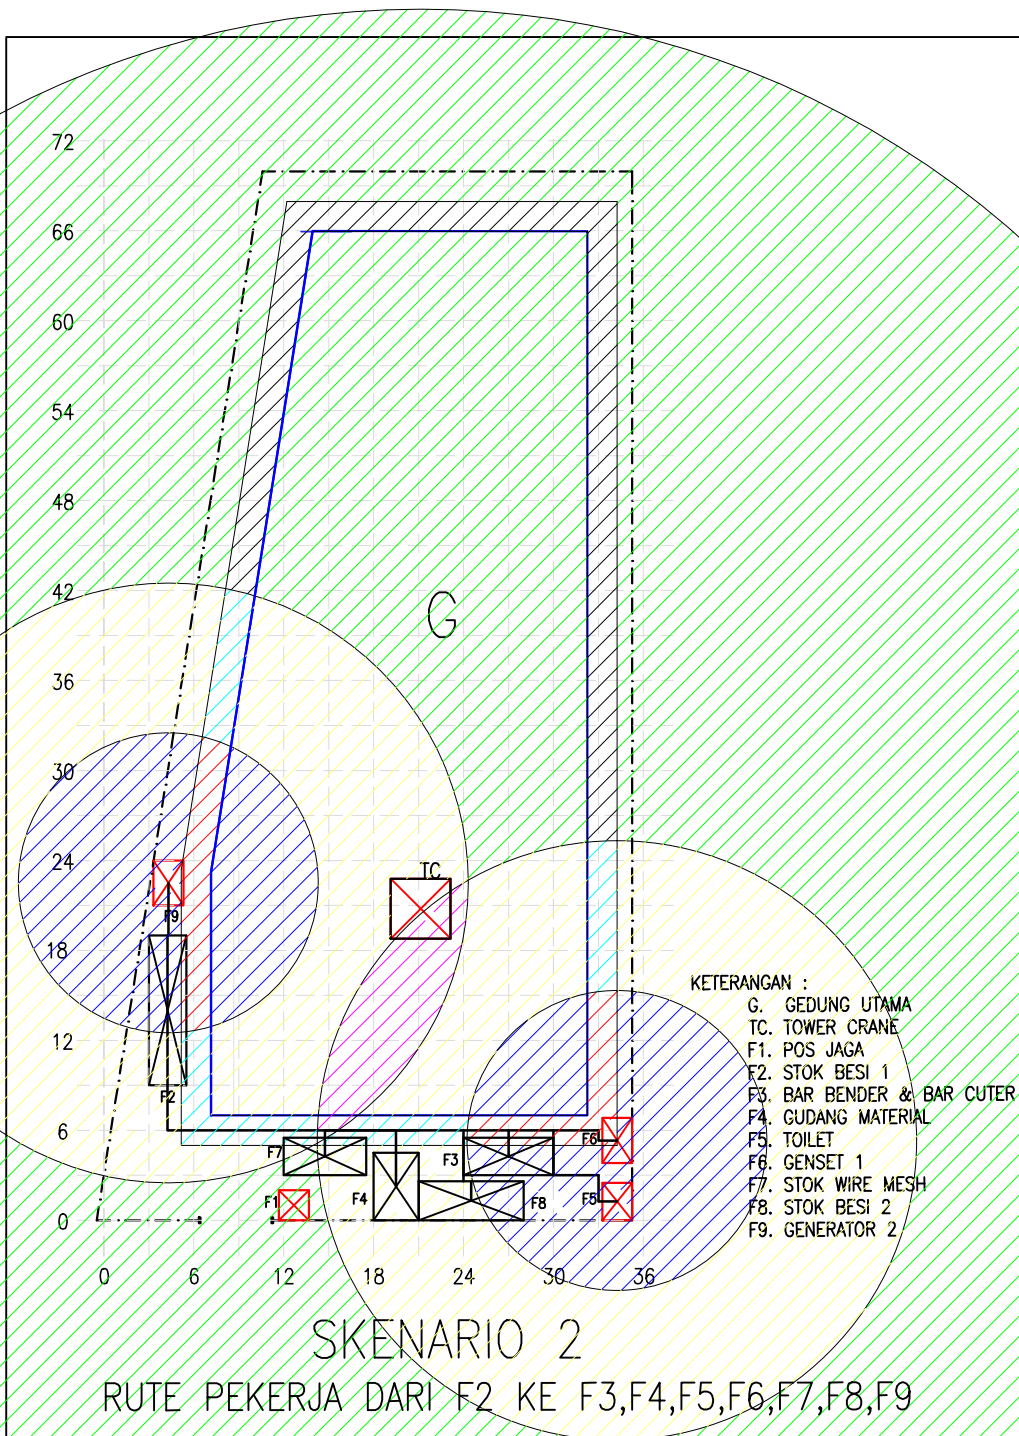 72
66
60
54
48
42
36
30
24
18
12
6
0
G
TC
F9
F2
F7
F3
F6
F1
F4
F8
F5
KETERANGAN :
G. GEDUNG UTAMA
TC. TOWER CRANE
F1. POS JAGA
F2. STOK BESI 1
F3. BAR BENDER & BAR CUTER
F4. GUDANG MATERIAL
F5. TOILET
F6. GENSET 1
F7. STOK WIRE MESH
F8. STOK BESI 2
F9. GENERATOR 2
0 6 12 18 24 30 36
SKENARIO 2
RUTE PEKERJA DARI F2 KE F3,F4,F5,F6,F7,F8,F9